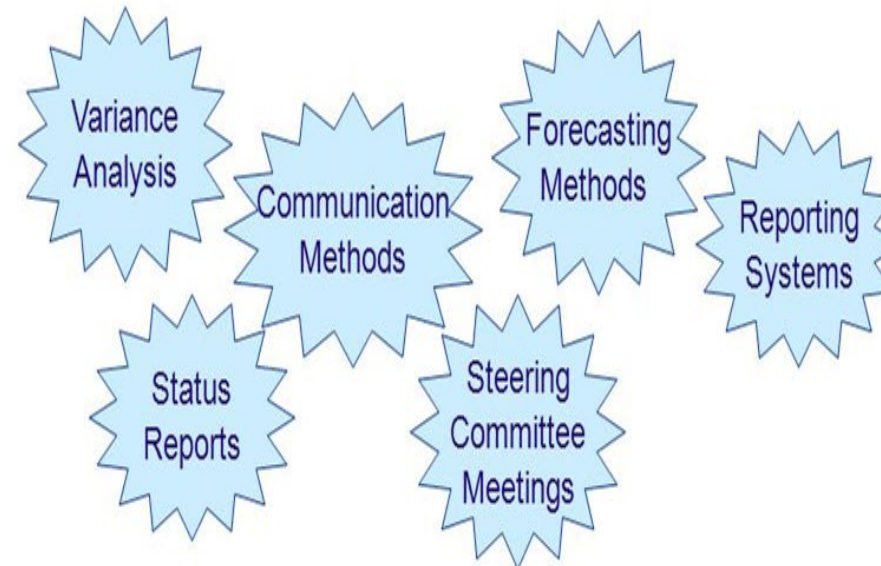 Variance
Analysis
Communication
Methods
Forecasting
Methods
Reporting
Systems
Status
Reports
Steering
Committee
Meetings